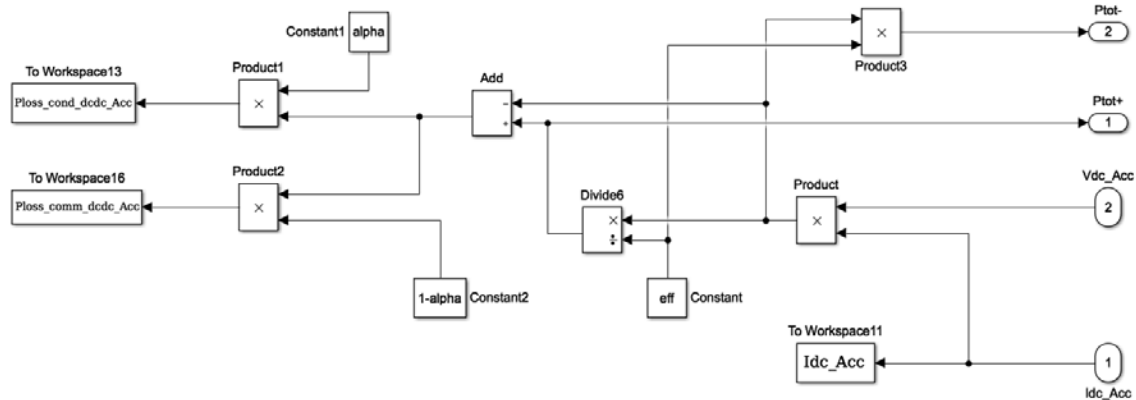 Ptot-
2
Constant1
alpha
×
Product3
To Workspace13
Ploss_cond_dcdc_Acc
Product1
×
Add
-
+
Ptot+
1
To Workspace16
Ploss_comm_dcdc_Acc
Product2
×
Divide6
×
÷
Product
×
Vdc_Acc
2
1-alpha
Constant2
eff
Constant
To Workspace11
Idc_Acc
1
Idc_Acc